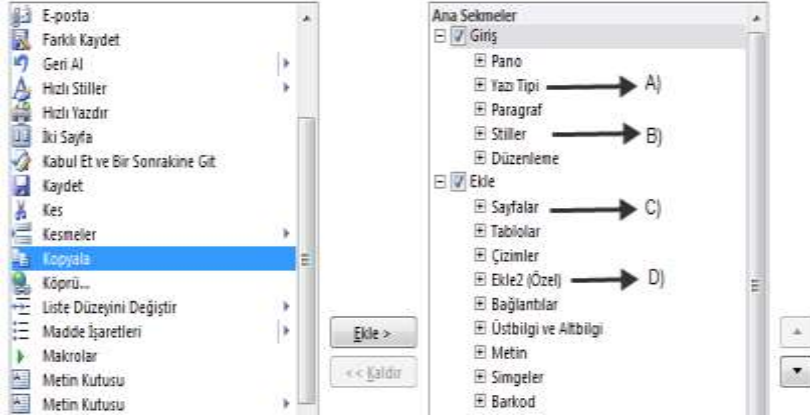 E-posta
Farklı Kaydet
Geri Al
Hızlı Stiller
Hızlı Yazdır
İki Sayfa
Kabul Et ve Bir Sonrakine Git
Kaydet
Kes
Kesmeler
Kopyala
Köprü...
Liste Düzeyini Değiştir
Madde İşaretleri
Makrolar
Metin Kutusu
Metin Kutusu
Ekle >
<< Kaldır
Ana Sekmeler
Giriş
Pano
Yazı Tipi A)
Paragraf
Stiller B)
Düzenleme
Ekle
Sayfalar C)
Tablolar
Çizimler
Ekle2 (Özel) D)
Bağlantılar
Üstbilgi ve Altbilgi
Metin
Simgeler
Barkod